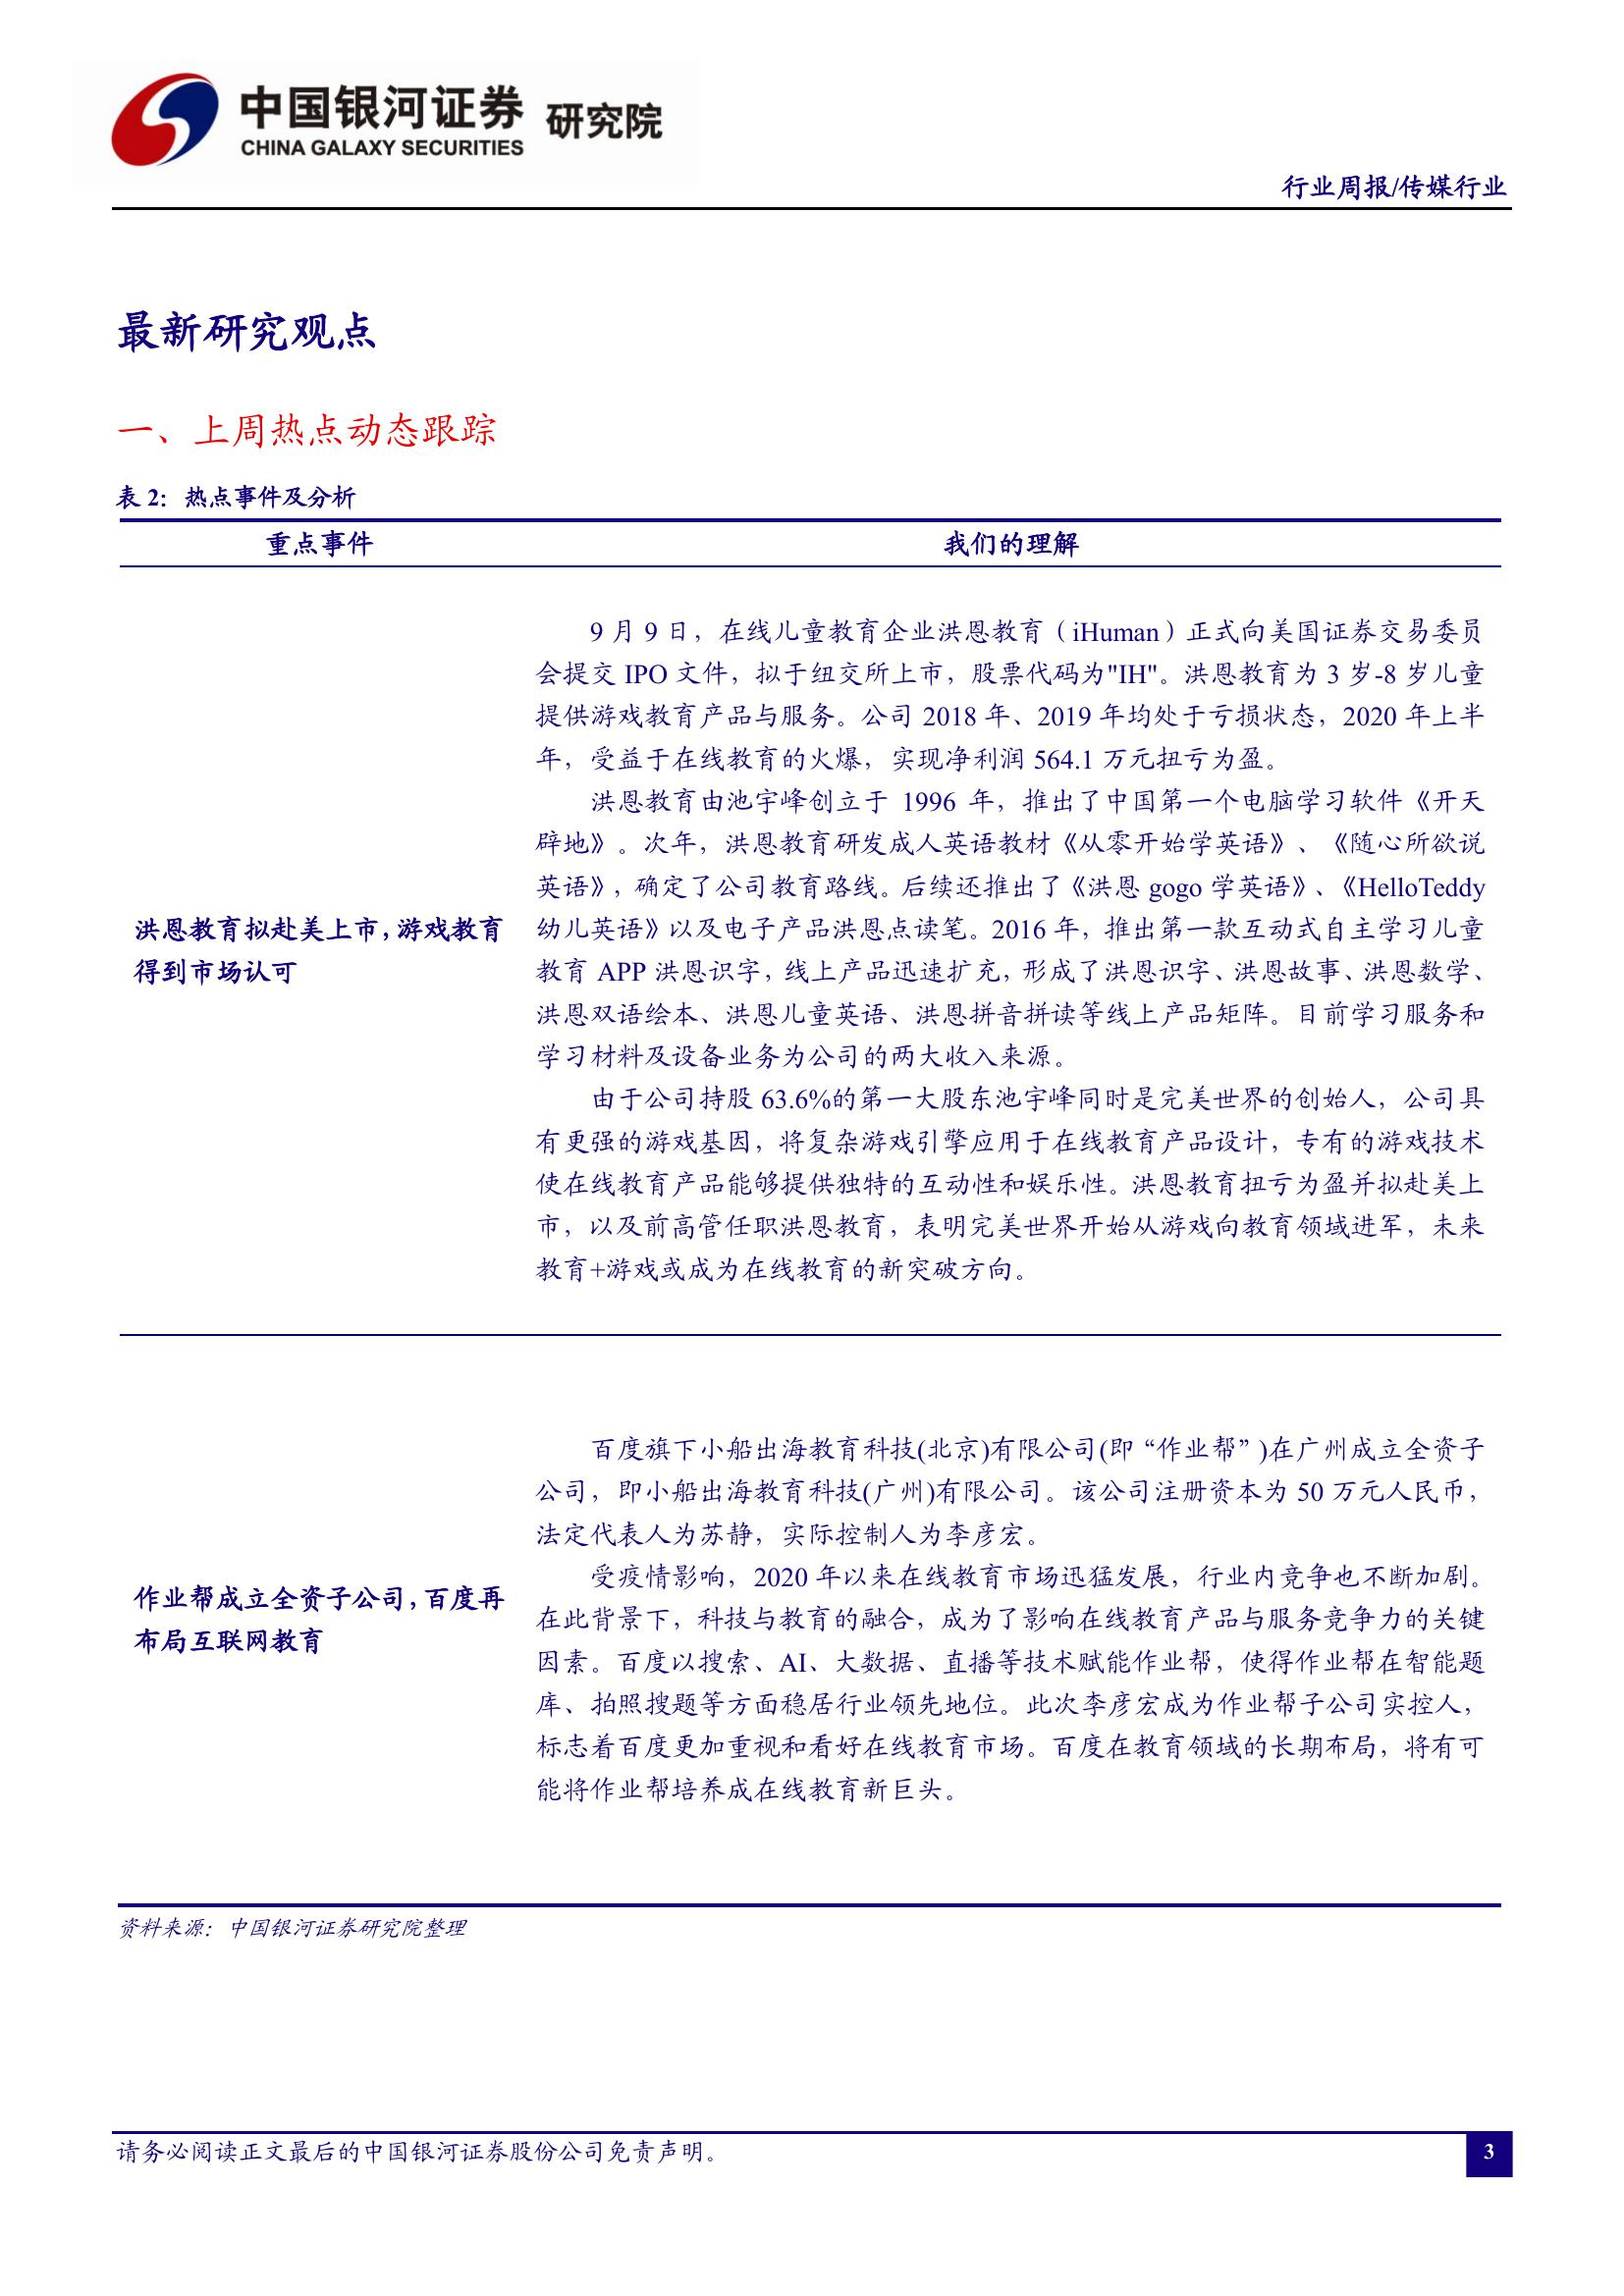 中国银河证券 研究院
CHINA GALAXY SECURITIES
行业周报/传媒行业
最新研究观点
一、上周热点动态跟踪
表 2：热点事件及分析
重点事件 我们的理解
洪恩教育拟赴美上市，游戏教育
得到市场认可
9 月 9 日，在线儿童教育企业洪恩教育（iHuman）正式向美国证券交易委员
会提交 IPO 文件，拟于纽交所上市，股票代码为"IH"。洪恩教育为 3 岁-8 岁儿童
提供游戏教育产品与服务。公司 2018 年、2019 年均处于亏损状态，2020 年上半
年，受益于在线教育的火爆，实现净利润 564.1 万元扭亏为盈。
洪恩教育由池宇峰创立于 1996 年，推出了中国第一个电脑学习软件《开天
辟地》。次年，洪恩教育研发成人英语教材《从零开始学英语》、《随心所欲说
英语》，确定了公司教育路线。后续还推出了《洪恩 gogo 学英语》、《HelloTeddy
幼儿英语》以及电子产品洪恩点读笔。2016 年，推出第一款互动式自主学习儿童
教育 APP 洪恩识字，线上产品迅速扩充，形成了洪恩识字、洪恩故事、洪恩数学、
洪恩双语绘本、洪恩儿童英语、洪恩拼音拼读等线上产品矩阵。目前学习服务和
学习材料及设备业务为公司的两大收入来源。
由于公司持股 63.6%的第一大股东池宇峰同时是完美世界的创始人，公司具
有更强的游戏基因，将复杂游戏引擎应用于在线教育产品设计，专有的游戏技术
使在线教育产品能够提供独特的互动性和娱乐性。洪恩教育扭亏为盈并拟赴美上
市，以及前高管任职洪恩教育，表明完美世界开始从游戏向教育领域进军，未来
教育+游戏或成为在线教育的新突破方向。
作业帮成立全资子公司，百度再
布局互联网教育
百度旗下小船出海教育科技(北京)有限公司(即“作业帮”)在广州成立全资子
公司，即小船出海教育科技(广州)有限公司。该公司注册资本为 50 万元人民币，
法定代表人为苏静，实际控制人为李彦宏。
受疫情影响，2020 年以来在线教育市场迅猛发展，行业内竞争也不断加剧。
在此背景下，科技与教育的融合，成为了影响在线教育产品与服务竞争力的关键
因素。百度以搜索、AI、大数据、直播等技术赋能作业帮，使得作业帮在智能题
库、拍照搜题等方面稳居行业领先地位。此次李彦宏成为作业帮子公司实控人，
标志着百度更加重视和看好在线教育市场。百度在教育领域的长期布局，将有可
能将作业帮培养成在线教育新巨头。
资料来源：中国银河证券研究院整理
请务必阅读正文最后的中国银河证券股份公司免责声明。
3